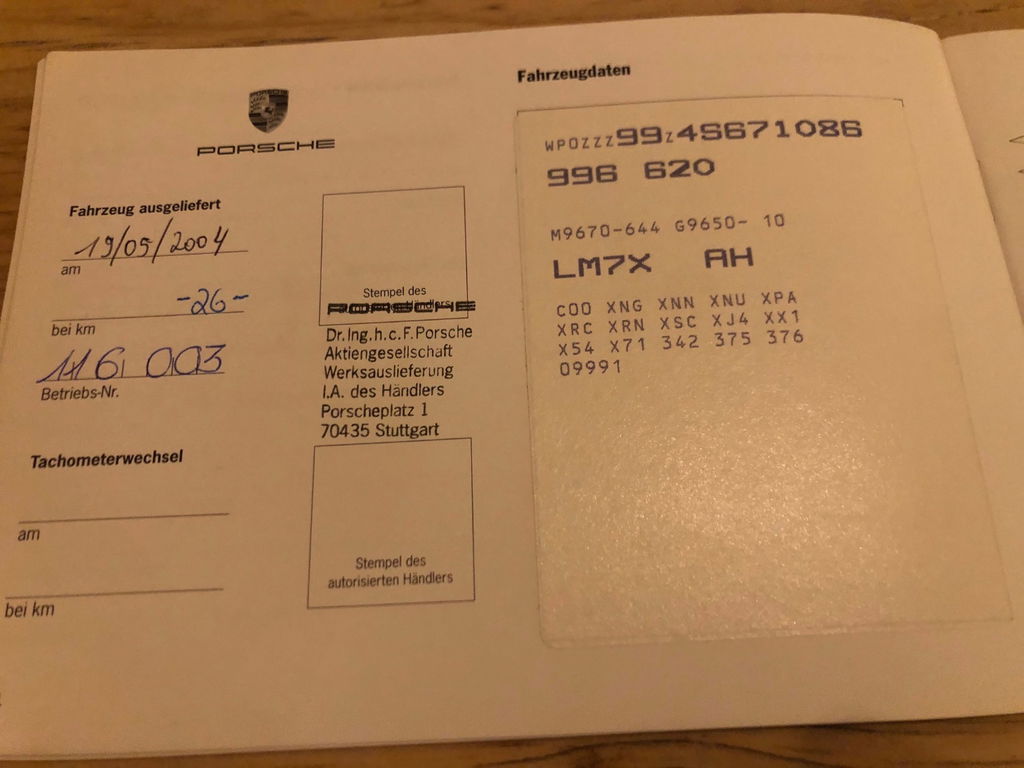 PORSCHE
Fahrzeug ausgeliefert
19/05/2004
am
-26-
bei km
116 003
Betriebs-Nr.
Tachometerwechsel
am
bei km
Stempel des
Händlers
PORSCHE
Dr.Ing.h.c.F.Porsche
Aktiengesellschaft
Werksauslieferung
I.A. des Händlers
Porscheplatz 1
70435 Stuttgart
Stempel des
autorisierten Händlers
Fahrzeugdaten
WPOZZZ99Z4S671086
996 620
M9670-644 G9650- 10
LM7X AH
C00 XNG XNN XNU XPA
XRC XRN XSC XJ4 XX1
X54 X71 342 375 376
09991